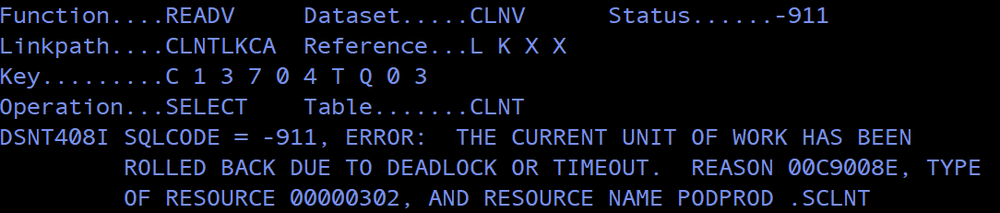 Function....READV     Dataset.....CLNV      Status......-911
Linkpath....CLNTLKCA  Reference...L K X X
Key.........C 1 3 7 0 4 T Q 0 3
Operation...SELECT    Table.......CLNT
DSNT408I SQLCODE = -911, ERROR:  THE CURRENT UNIT OF WORK HAS BEEN
         ROLLED BACK DUE TO DEADLOCK OR TIMEOUT.  REASON 00C9008E, TYPE
         OF RESOURCE 00000302, AND RESOURCE NAME PODPROD .SCLNT